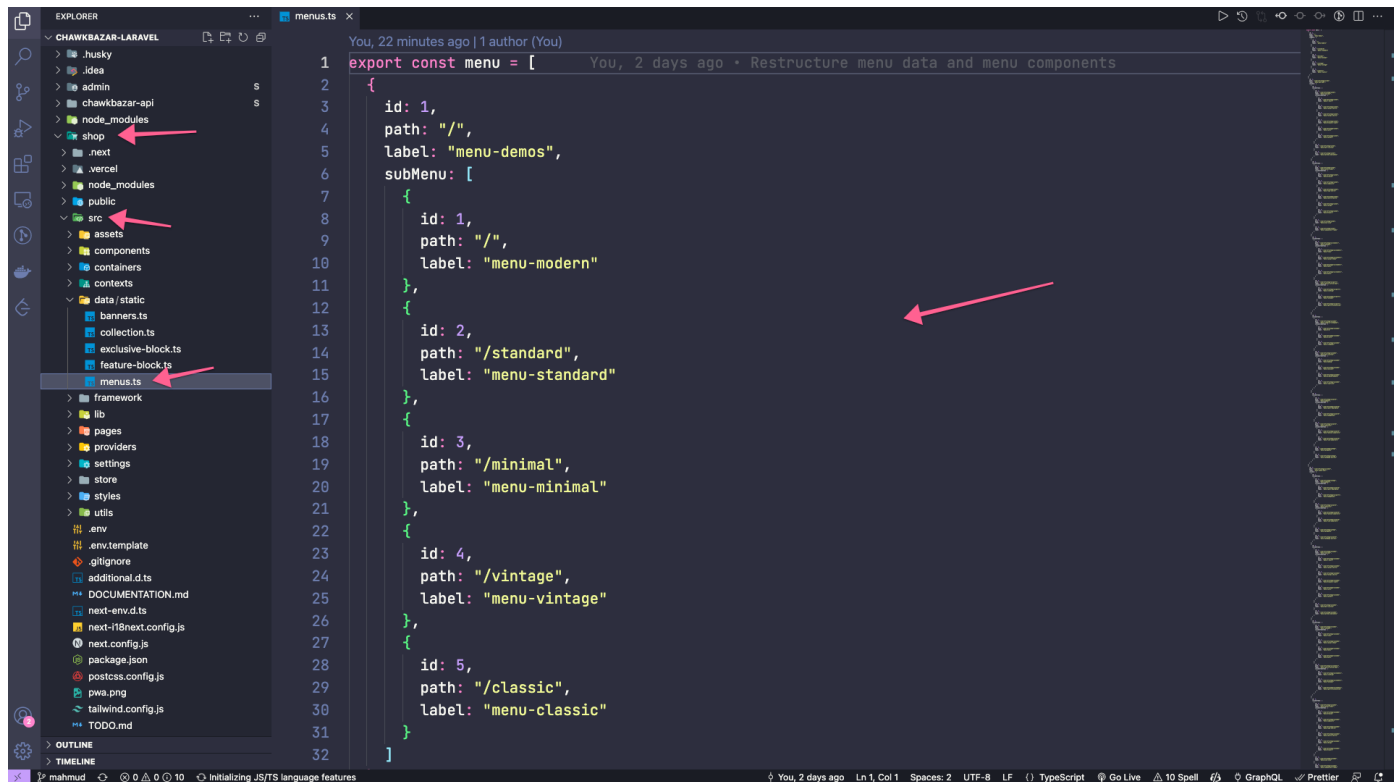 EXPLORER
menus.ts
CHAWKBAZAR-LARAVEL
.husky
.idea
admin S
chawkbazar-api S
node_modules
shop
.next
.vercel
node_modules
public
src
assets
components
containers
contexts
data/static
banners.ts
collection.ts
exclusive-block.ts
feature-block.ts
menus.ts
framework
lib
pages
providers
settings
store
styles
utils
.env
.env.template
.gitignore
additional.d.ts
DOCUMENTATION.md
next-env.d.ts
next-i18next.config.js
next.config.js
package.json
postcss.config.js
pwa.png
tailwind.config.js
TODO.md
OUTLINE
TIMELINE
You, 22 minutes ago | 1 author (You)
1 export const menu = [ You, 2 days ago • Restructure menu data and menu components
2 {
3 id: 1,
4 path: "/",
5 label: "menu-demos",
6 subMenu: [
7 {
8 id: 1,
9 path: "/",
10 label: "menu-modern"
11 },
12 {
13 id: 2,
14 path: "/standard",
15 label: "menu-standard"
16 },
17 {
18 id: 3,
19 path: "/minimal",
20 label: "menu-minimal"
21 },
22 {
23 id: 4,
24 path: "/vintage",
25 label: "menu-vintage"
26 },
27 {
28 id: 5,
29 path: "/classic",
30 label: "menu-classic"
31 }
32 ]
mahmud 0 0 10 Initializing JS/TS language features You, 2 days ago Ln 1, Col 1 Spaces: 2 UTF-8 LF {} TypeScript Go Live 10 Spell GraphQL Prettier